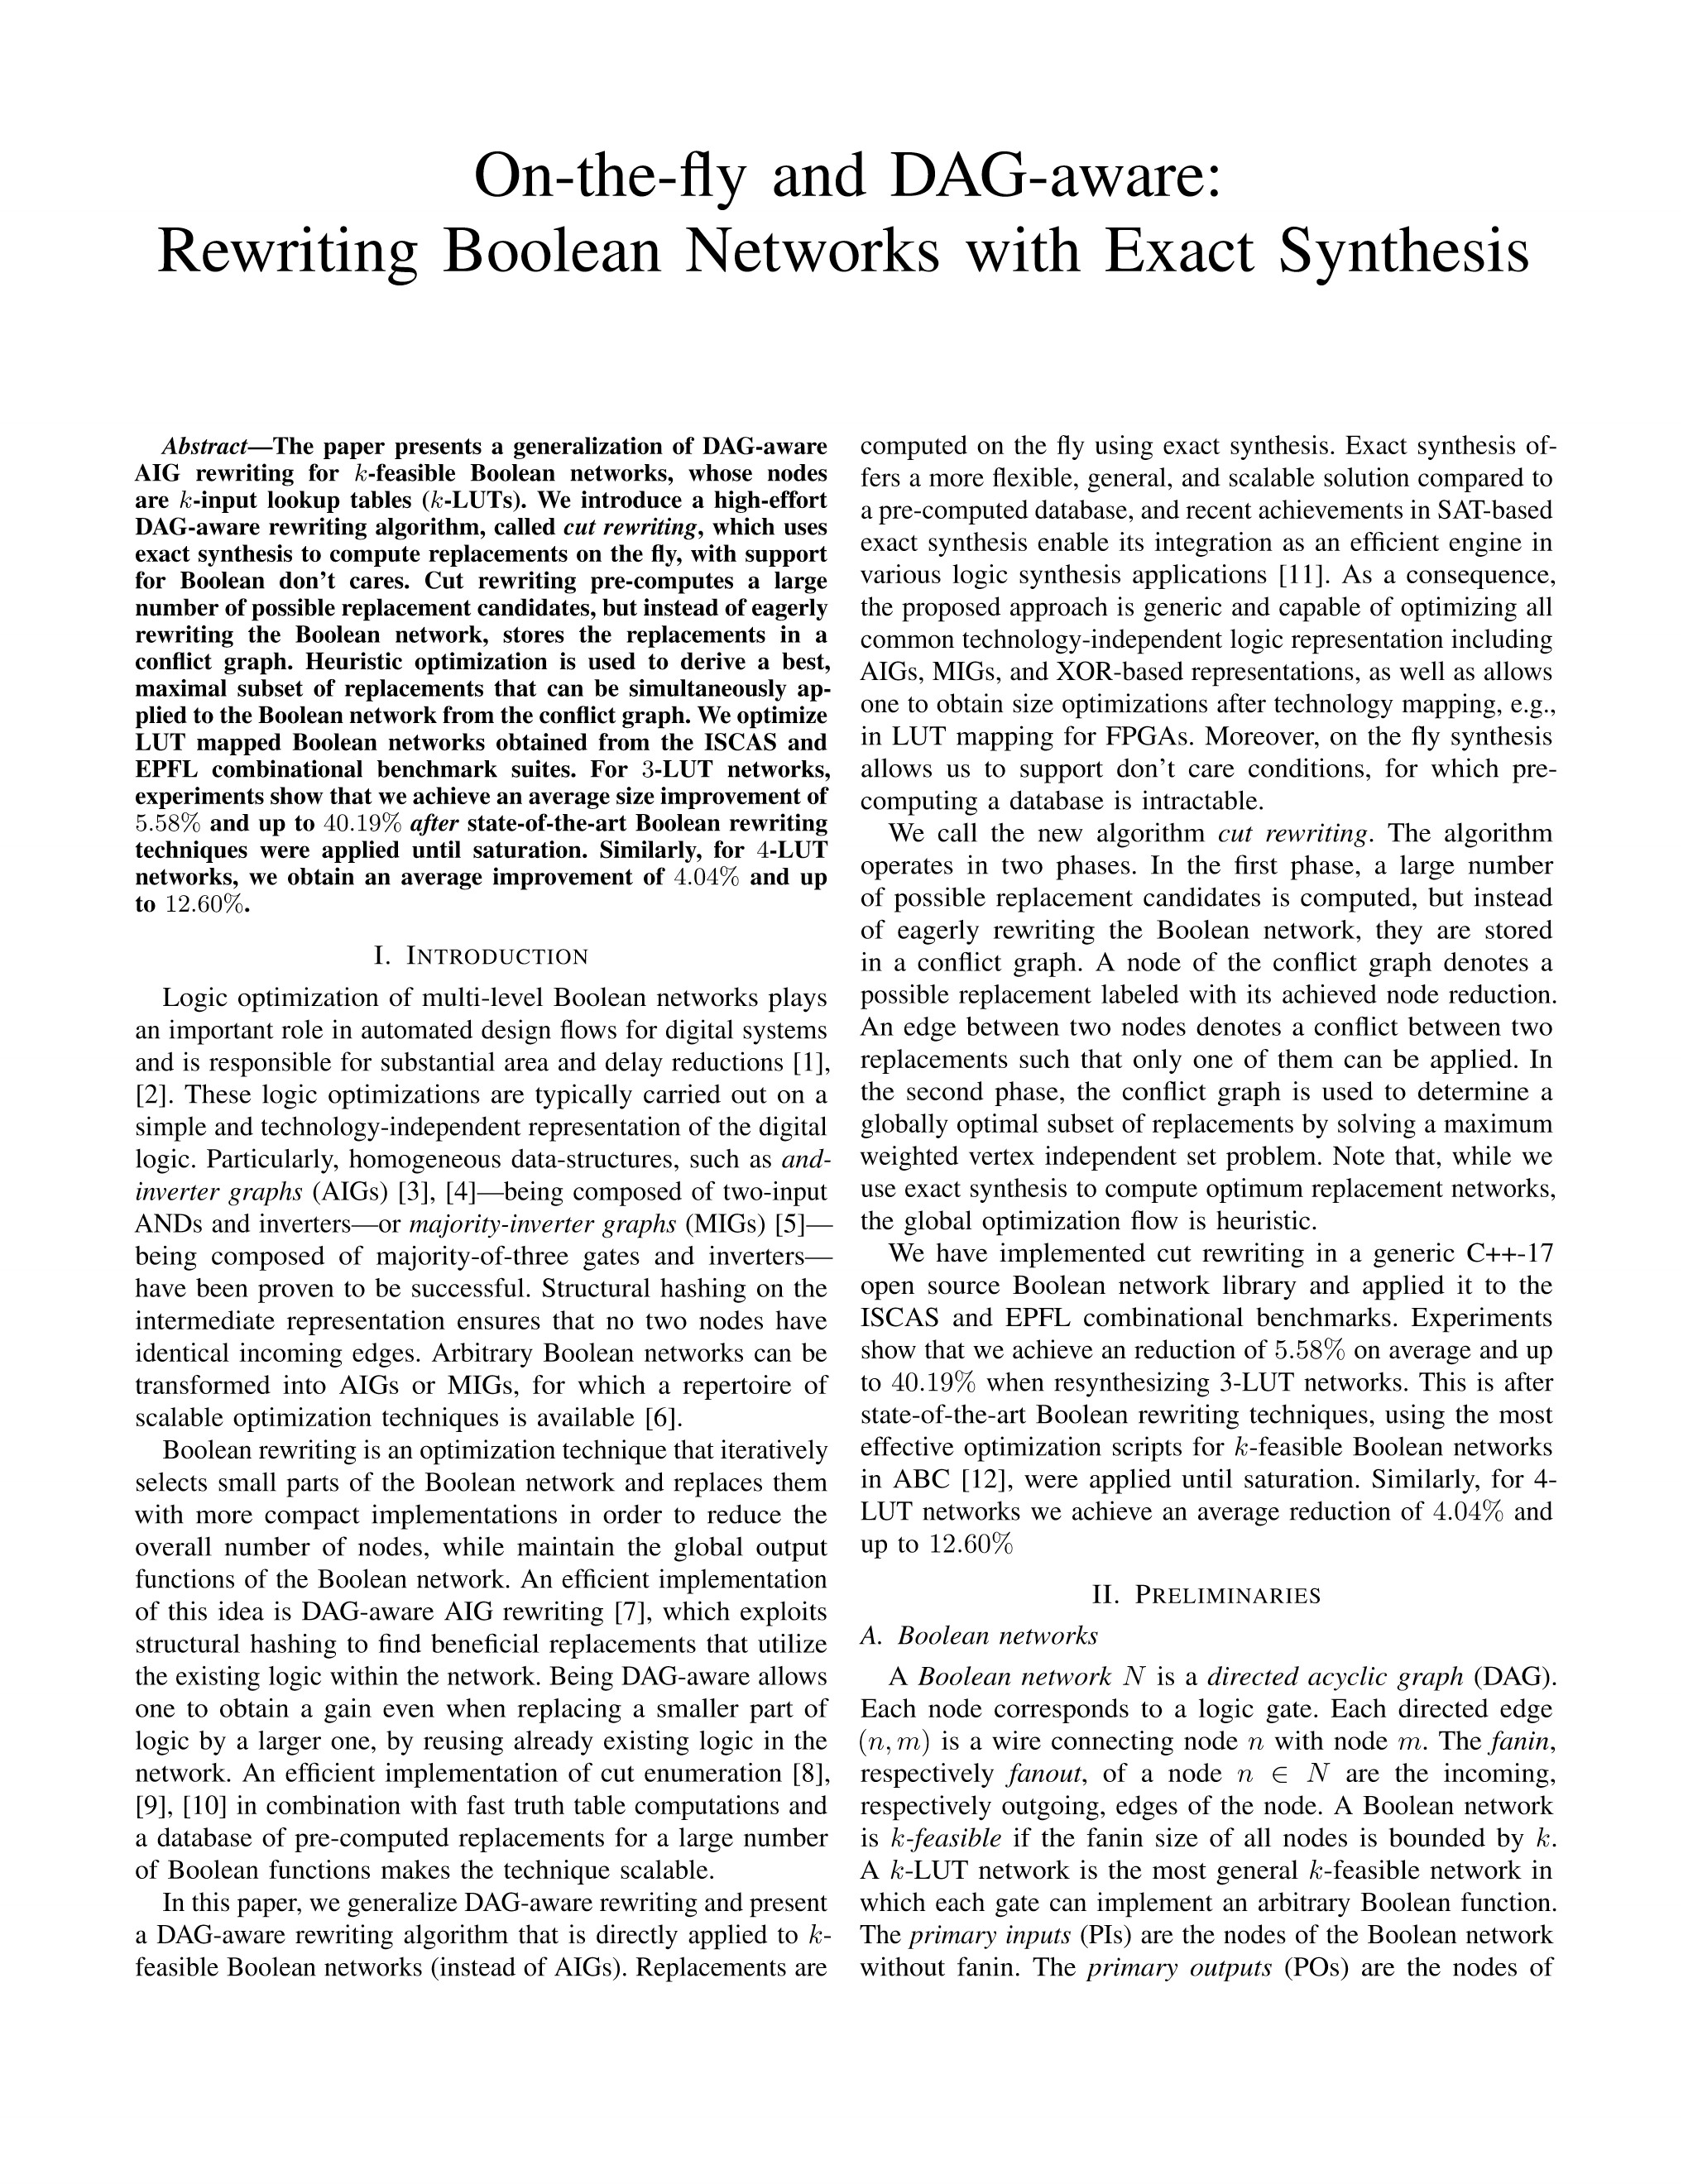 On-the-fly and DAG-aware:
Rewriting Boolean Networks with Exact Synthesis
Abstract—The paper presents a generalization of DAG-aware
AIG rewriting for k-feasible Boolean networks, whose nodes
are k-input lookup tables (k-LUTs). We introduce a high-effort
DAG-aware rewriting algorithm, called cut rewriting, which uses
exact synthesis to compute replacements on the fly, with support
for Boolean don't cares. Cut rewriting pre-computes a large
number of possible replacement candidates, but instead of eagerly
rewriting the Boolean network, stores the replacements in a
conflict graph. Heuristic optimization is used to derive a best,
maximal subset of replacements that can be simultaneously ap-
plied to the Boolean network from the conflict graph. We optimize
LUT mapped Boolean networks obtained from the ISCAS and
EPFL combinational benchmark suites. For 3-LUT networks,
experiments show that we achieve an average size improvement of
5.58% and up to 40.19% after state-of-the-art Boolean rewriting
techniques were applied until saturation. Similarly, for 4-LUT
networks, we obtain an average improvement of 4.04% and up
to 12.60%.
I. INTRODUCTION
Logic optimization of multi-level Boolean networks plays
an important role in automated design flows for digital systems
and is responsible for substantial area and delay reductions [1],
[2]. These logic optimizations are typically carried out on a
simple and technology-independent representation of the digital
logic. Particularly, homogeneous data-structures, such as and-
inverter graphs (AIGs) [3], [4]—being composed of two-input
ANDs and inverters—or majority-inverter graphs (MIGs) [5]—
being composed of majority-of-three gates and inverters—
have been proven to be successful. Structural hashing on the
intermediate representation ensures that no two nodes have
identical incoming edges. Arbitrary Boolean networks can be
transformed into AIGs or MIGs, for which a repertoire of
scalable optimization techniques is available [6].
Boolean rewriting is an optimization technique that iteratively
selects small parts of the Boolean network and replaces them
with more compact implementations in order to reduce the
overall number of nodes, while maintain the global output
functions of the Boolean network. An efficient implementation
of this idea is DAG-aware AIG rewriting [7], which exploits
structural hashing to find beneficial replacements that utilize
the existing logic within the network. Being DAG-aware allows
one to obtain a gain even when replacing a smaller part of
logic by a larger one, by reusing already existing logic in the
network. An efficient implementation of cut enumeration [8],
[9], [10] in combination with fast truth table computations and
a database of pre-computed replacements for a large number
of Boolean functions makes the technique scalable.
In this paper, we generalize DAG-aware rewriting and present
a DAG-aware rewriting algorithm that is directly applied to k-
feasible Boolean networks (instead of AIGs). Replacements are
computed on the fly using exact synthesis. Exact synthesis of-
fers a more flexible, general, and scalable solution compared to
a pre-computed database, and recent achievements in SAT-based
exact synthesis enable its integration as an efficient engine in
various logic synthesis applications [11]. As a consequence,
the proposed approach is generic and capable of optimizing all
common technology-independent logic representation including
AIGs, MIGs, and XOR-based representations, as well as allows
one to obtain size optimizations after technology mapping, e.g.,
in LUT mapping for FPGAs. Moreover, on the fly synthesis
allows us to support don't care conditions, for which pre-
computing a database is intractable.
We call the new algorithm cut rewriting. The algorithm
operates in two phases. In the first phase, a large number
of possible replacement candidates is computed, but instead
of eagerly rewriting the Boolean network, they are stored
in a conflict graph. A node of the conflict graph denotes a
possible replacement labeled with its achieved node reduction.
An edge between two nodes denotes a conflict between two
replacements such that only one of them can be applied. In
the second phase, the conflict graph is used to determine a
globally optimal subset of replacements by solving a maximum
weighted vertex independent set problem. Note that, while we
use exact synthesis to compute optimum replacement networks,
the global optimization flow is heuristic.
We have implemented cut rewriting in a generic C++-17
open source Boolean network library and applied it to the
ISCAS and EPFL combinational benchmarks. Experiments
show that we achieve an reduction of 5.58% on average and up
to 40.19% when resynthesizing 3-LUT networks. This is after
state-of-the-art Boolean rewriting techniques, using the most
effective optimization scripts for k-feasible Boolean networks
in ABC [12], were applied until saturation. Similarly, for 4-
LUT networks we achieve an average reduction of 4.04% and
up to 12.60%
II. PRELIMINARIES
A. Boolean networks
A Boolean network N is a directed acyclic graph (DAG).
Each node corresponds to a logic gate. Each directed edge
(n, m) is a wire connecting node n with node m. The fanin,
respectively fanout, of a node n ∈ N are the incoming,
respectively outgoing, edges of the node. A Boolean network
is k-feasible if the fanin size of all nodes is bounded by k.
A k-LUT network is the most general k-feasible network in
which each gate can implement an arbitrary Boolean function.
The primary inputs (PIs) are the nodes of the Boolean network
without fanin. The primary outputs (POs) are the nodes of